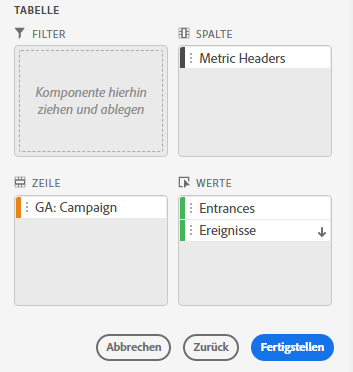 TABELLE
FILTER
Komponente hierhin
ziehen und ablegen
SPALTE
Metric Headers
ZEILE
GA: Campaign
WERTE
Entrances
Ereignisse
Abbrechen
Zurück
Fertigstellen